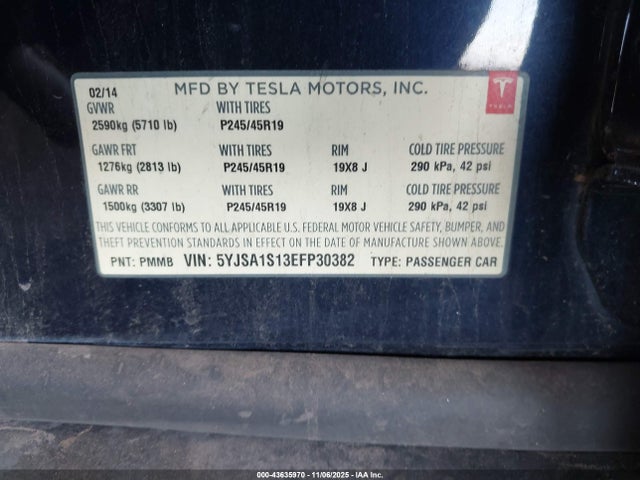 02/14 MFD BY TESLA MOTORS, INC.
TESLA
GVWR WITH TIRES
2590kg (5710 lb) P245/45R19
GAWR FRT WITH TIRES RIM COLD TIRE PRESSURE
1276kg (2813 lb) P245/45R19 19X8 J 290 kPa, 42 psi
GAWR RR WITH TIRES RIM COLD TIRE PRESSURE
1500kg (3307 lb) P245/45R19 19X8 J 290 kPa, 42 psi
THIS VEHICLE CONFORMS TO ALL APPLICABLE U.S. FEDERAL MOTOR VEHICLE SAFETY, BUMPER, AND
THEFT PREVENTION STANDARDS IN EFFECT ON THE DATE OF MANUFACTURE SHOWN ABOVE.
PNT: PMMB VIN: 5YJSA1S13EFP30382 TYPE: PASSENGER CAR
000-43635970 - 11/06/2025 - IAA Inc.